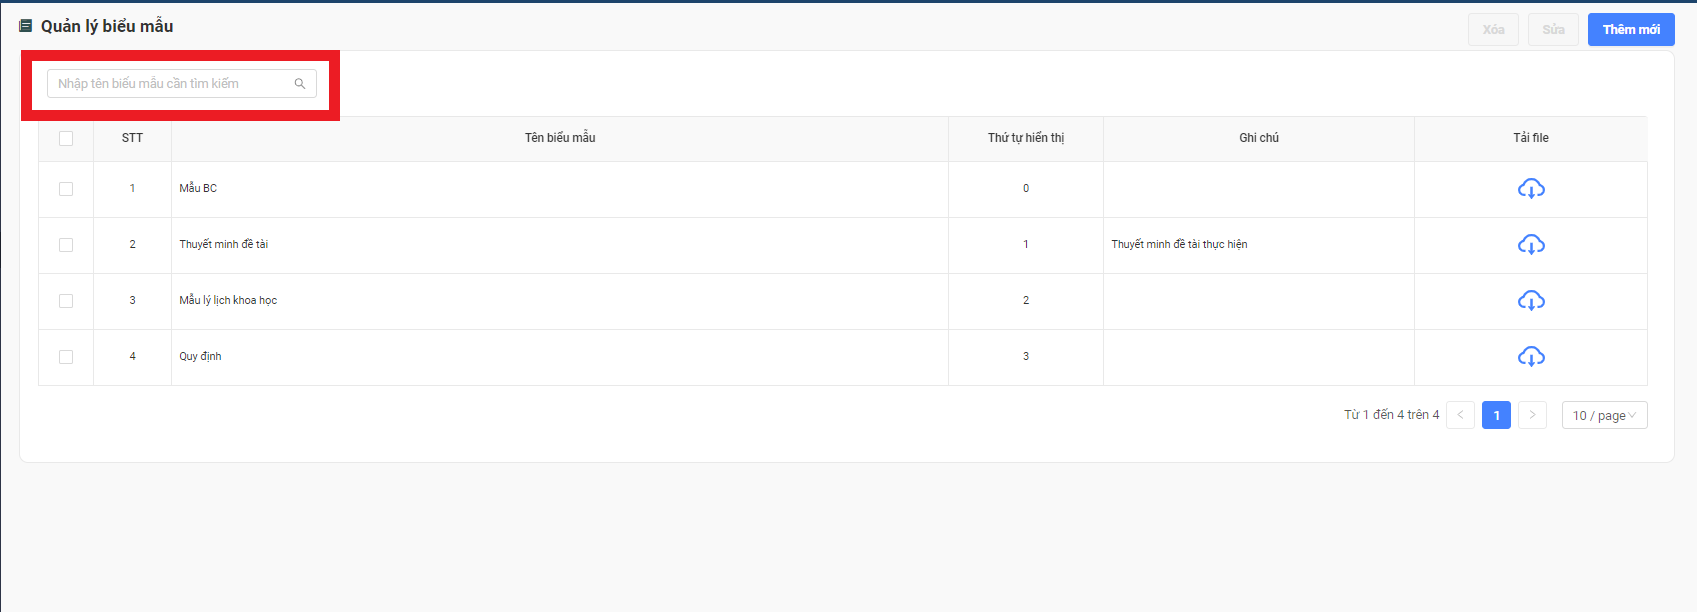 Quản lý biểu mẫu
Xóa
Sửa
Thêm mới
Nhập tên biểu mẫu cần tìm kiếm
STT Tên biểu mẫu Thứ tự hiển thị Ghi chú Tải file
1 Mẫu BC 0
2 Thuyết minh đề tài 1 Thuyết minh đề tài thực hiện
3 Mẫu lý lịch khoa học 2
4 Quy định 3
Từ 1 đến 4 trên 4 < 1 > 10 / page